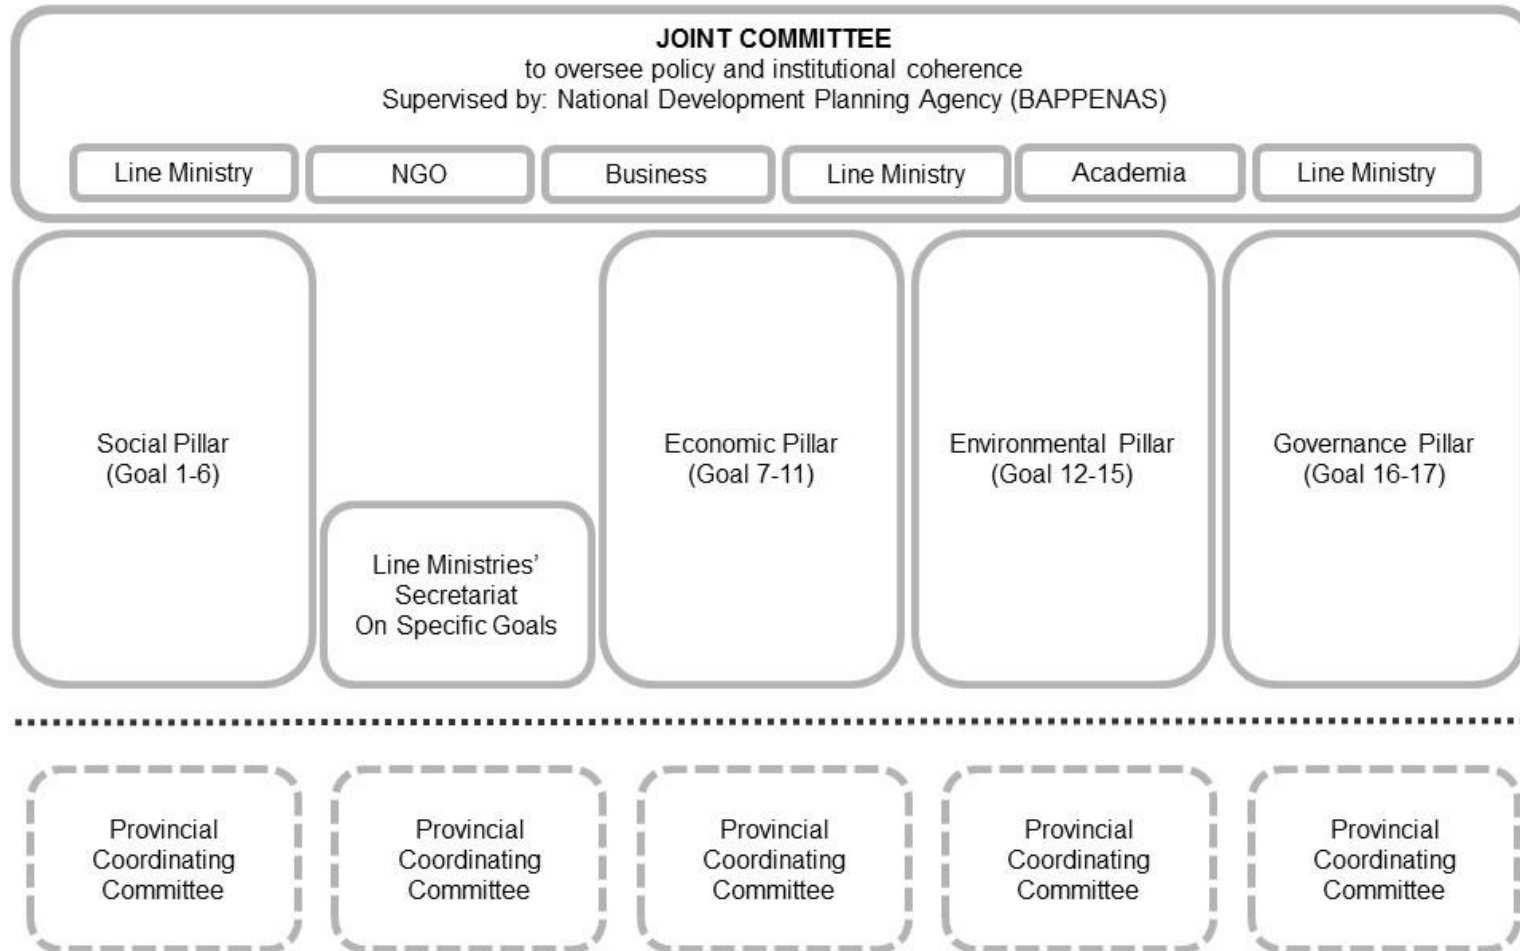 JOINT COMMITTEE
to oversee policy and institutional coherence
Supervised by: National Development Planning Agency (BAPPENAS)
Line Ministry
NGO
Business
Line Ministry
Academia
Line Ministry
Social Pillar
(Goal 1-6)
Line Ministries’
Secretariat
On Specific Goals
Economic Pillar
(Goal 7-11)
Environmental Pillar
(Goal 12-15)
Governance Pillar
(Goal 16-17)
Provincial
Coordinating
Committee
Provincial
Coordinating
Committee
Provincial
Coordinating
Committee
Provincial
Coordinating
Committee
Provincial
Coordinating
Committee